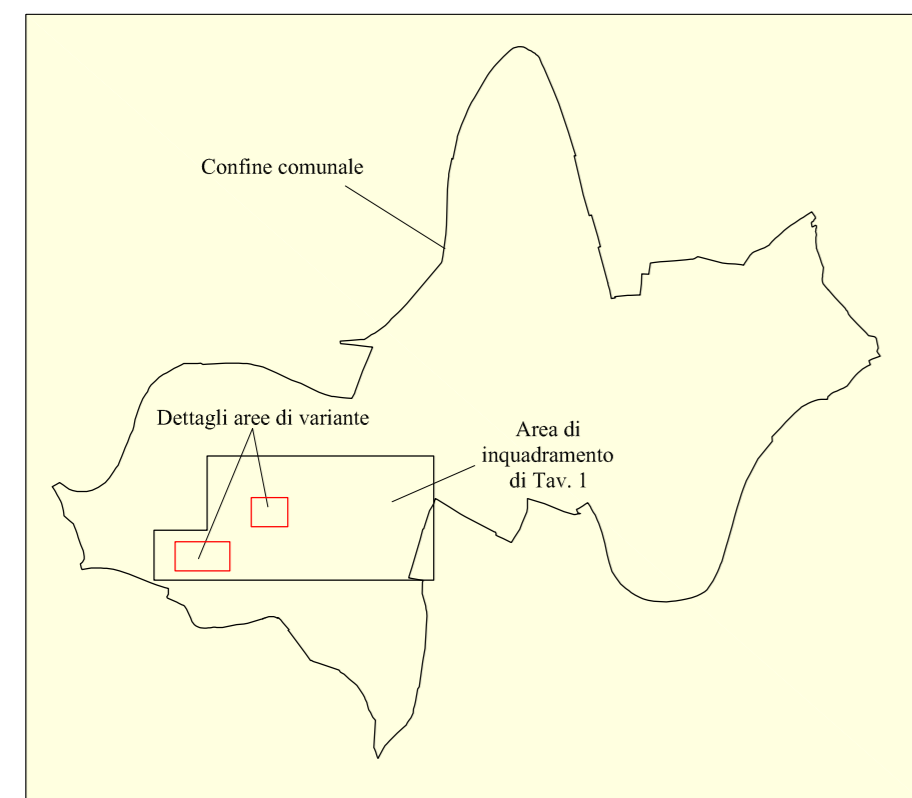 Confine comunale
Dettagli aree di variante
Area di
inquadramento
di Tav. 1